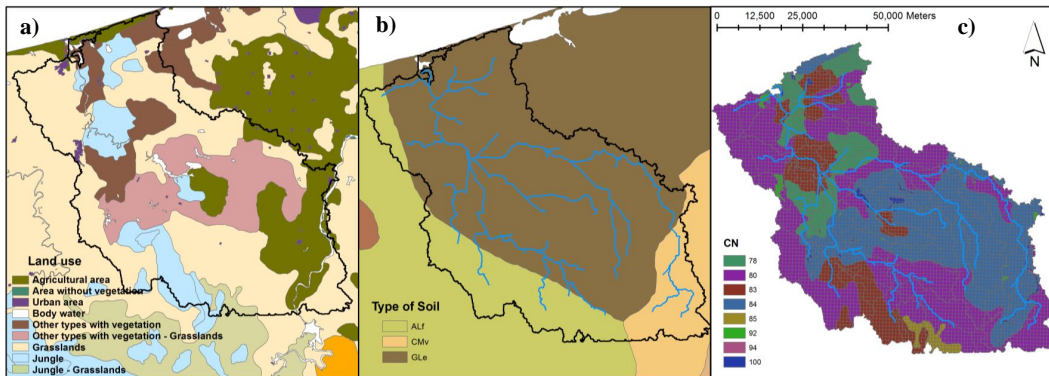 a)
Land use
Agricultural area
Area without vegetation
Urban area
Body water
Other types with vegetation
Other types with vegetation - Grasslands
Grasslands
Jungle
Jungle - Grasslands
b)
Type of Soil
ALf
CMv
GLe
0 12,500 25,000 50,000 Meters
c)
N
CN
78
80
83
84
85
92
94
100